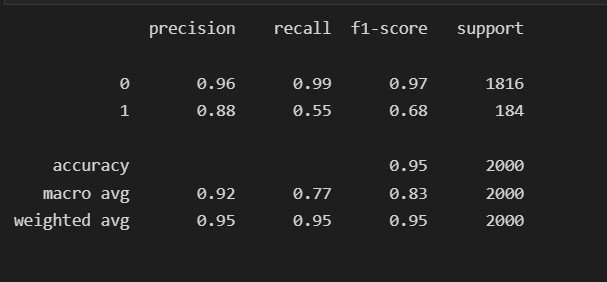 precision recall f1-score support
0 0.96 0.99 0.97 1816
1 0.88 0.55 0.68 184
accuracy 0.95 2000
macro avg 0.92 0.77 0.83 2000
weighted avg 0.95 0.95 0.95 2000